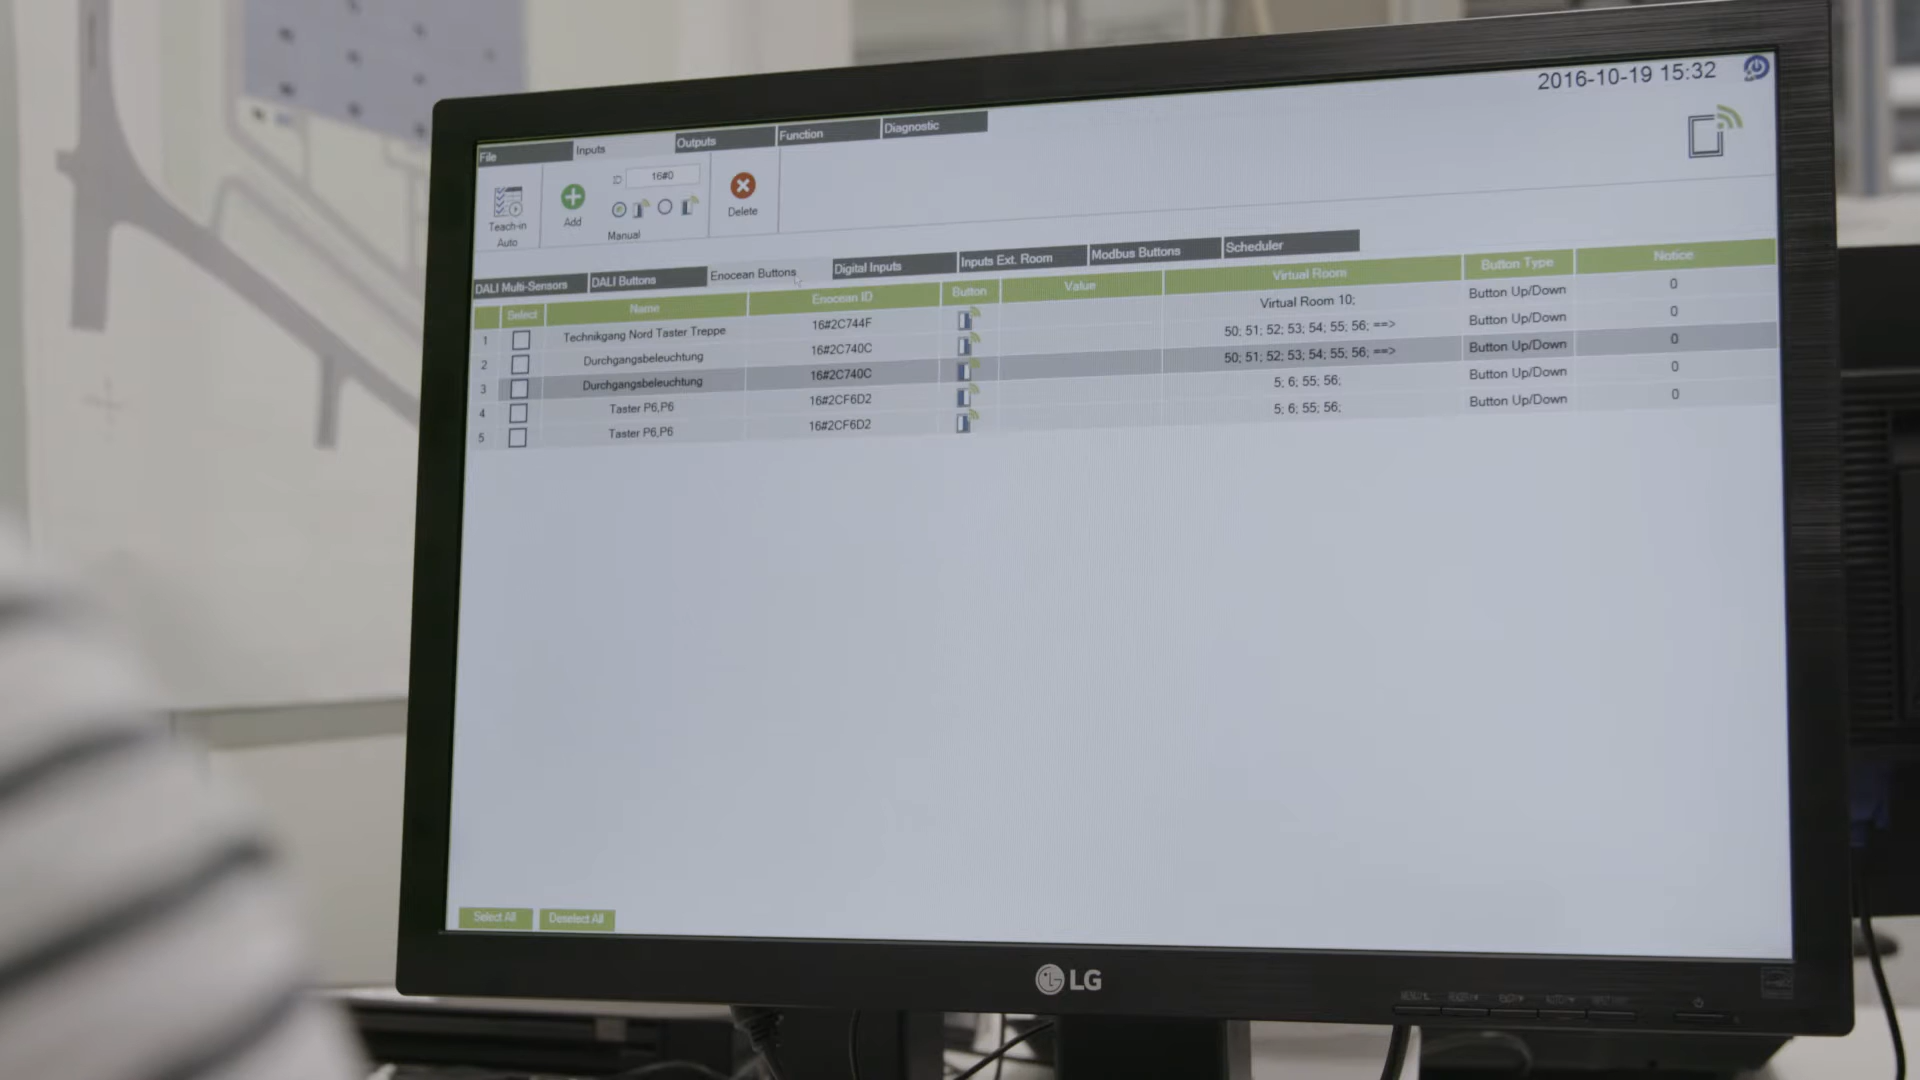 2016-10-19 15:32
File Inputs Outputs Function Diagnostic
Teach-in Auto
Add
ID 16#0
Manual
Delete
DALI Multi-Sensors DALI Buttons Enocean Buttons Digital Inputs Inputs Ext. Room Modbus Buttons Scheduler
Select Name Enocean ID Button Value Virtual Room Button Type Notice
1 Technikgang Nord Taster Treppe 16#2C744F Virtual Room 10; Button Up/Down 0
2 Durchgangsbeleuchtung 16#2C740C 50; 51; 52; 53; 54; 55; 56; ==> Button Up/Down 0
3 Durchgangsbeleuchtung 16#2C740C 50; 51; 52; 53; 54; 55; 56; ==> Button Up/Down 0
4 Taster P6,P6 16#2CF6D2 5; 6; 55; 56; Button Up/Down 0
5 Taster P6,P6 16#2CF6D2 5; 6; 55; 56; Button Up/Down 0
Select All Deselect All
LG